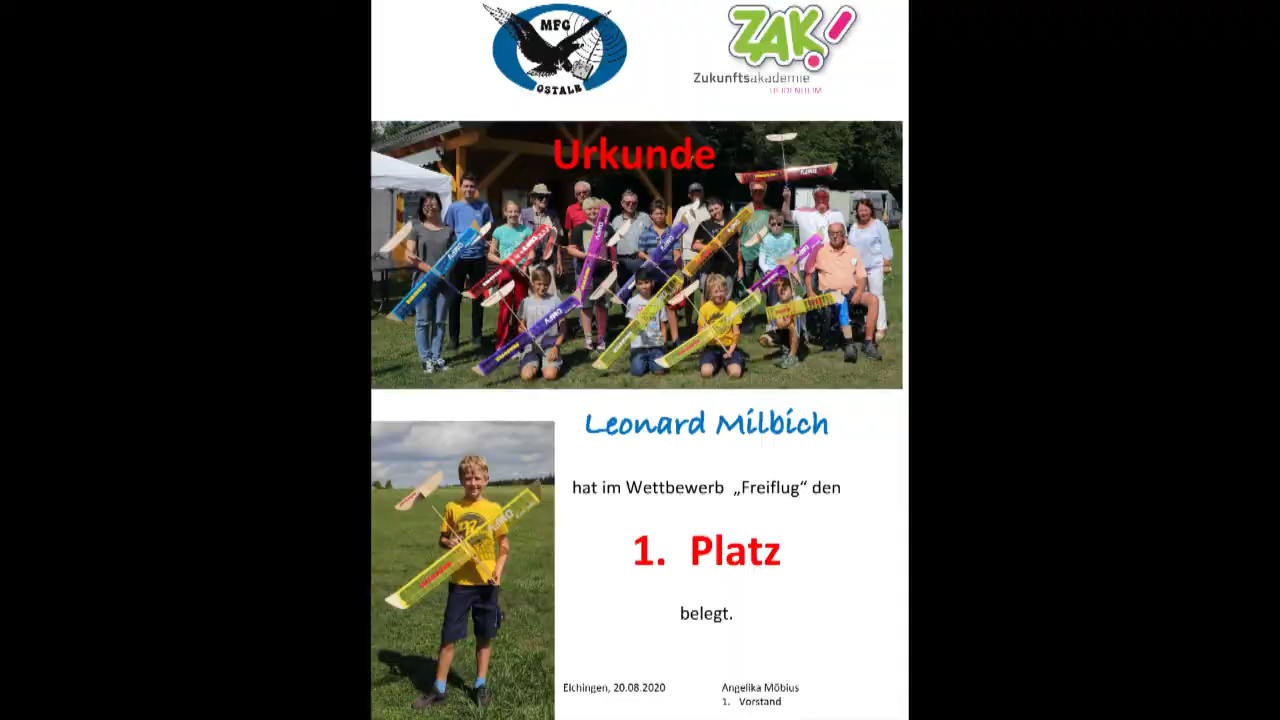 MFG
OSTALB
ZAK!
Zukunftsakademie
HEIDENHEIM
Urkunde
Leonard Milbich
hat im Wettbewerb „Freiflug“ den
1. Platz
belegt.
Elchingen, 20.08.2020
Angelika Möbius
1. Vorstand